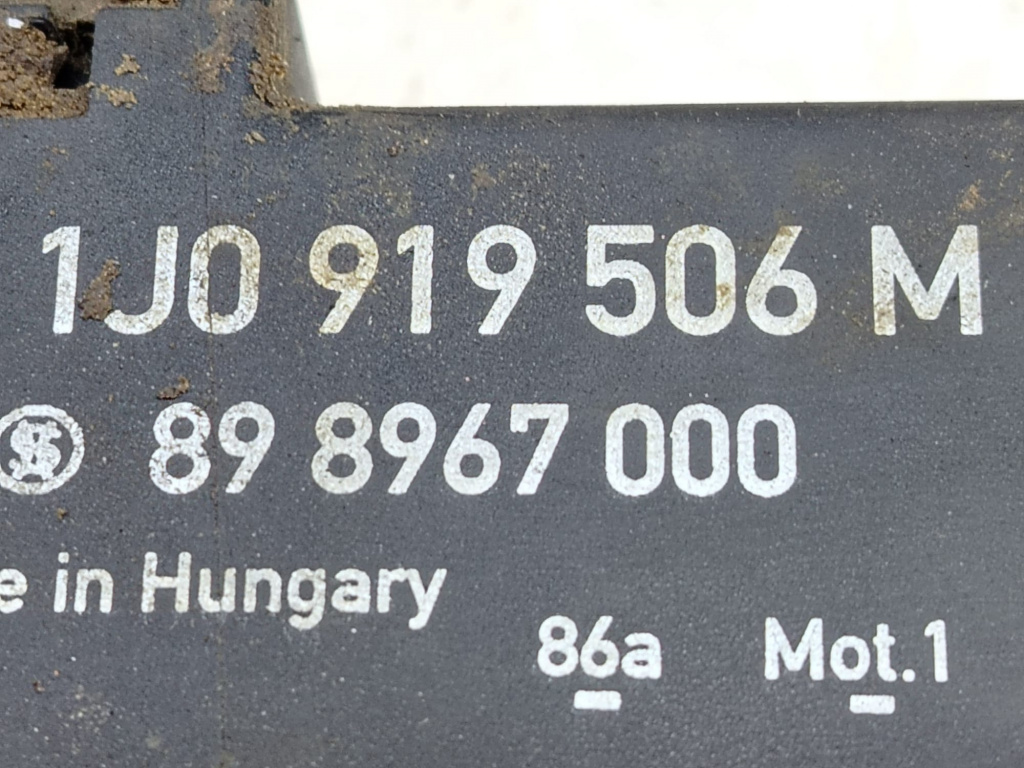 1J0 919 506 M
89 8967 000
e in Hungary
86a Mot.1